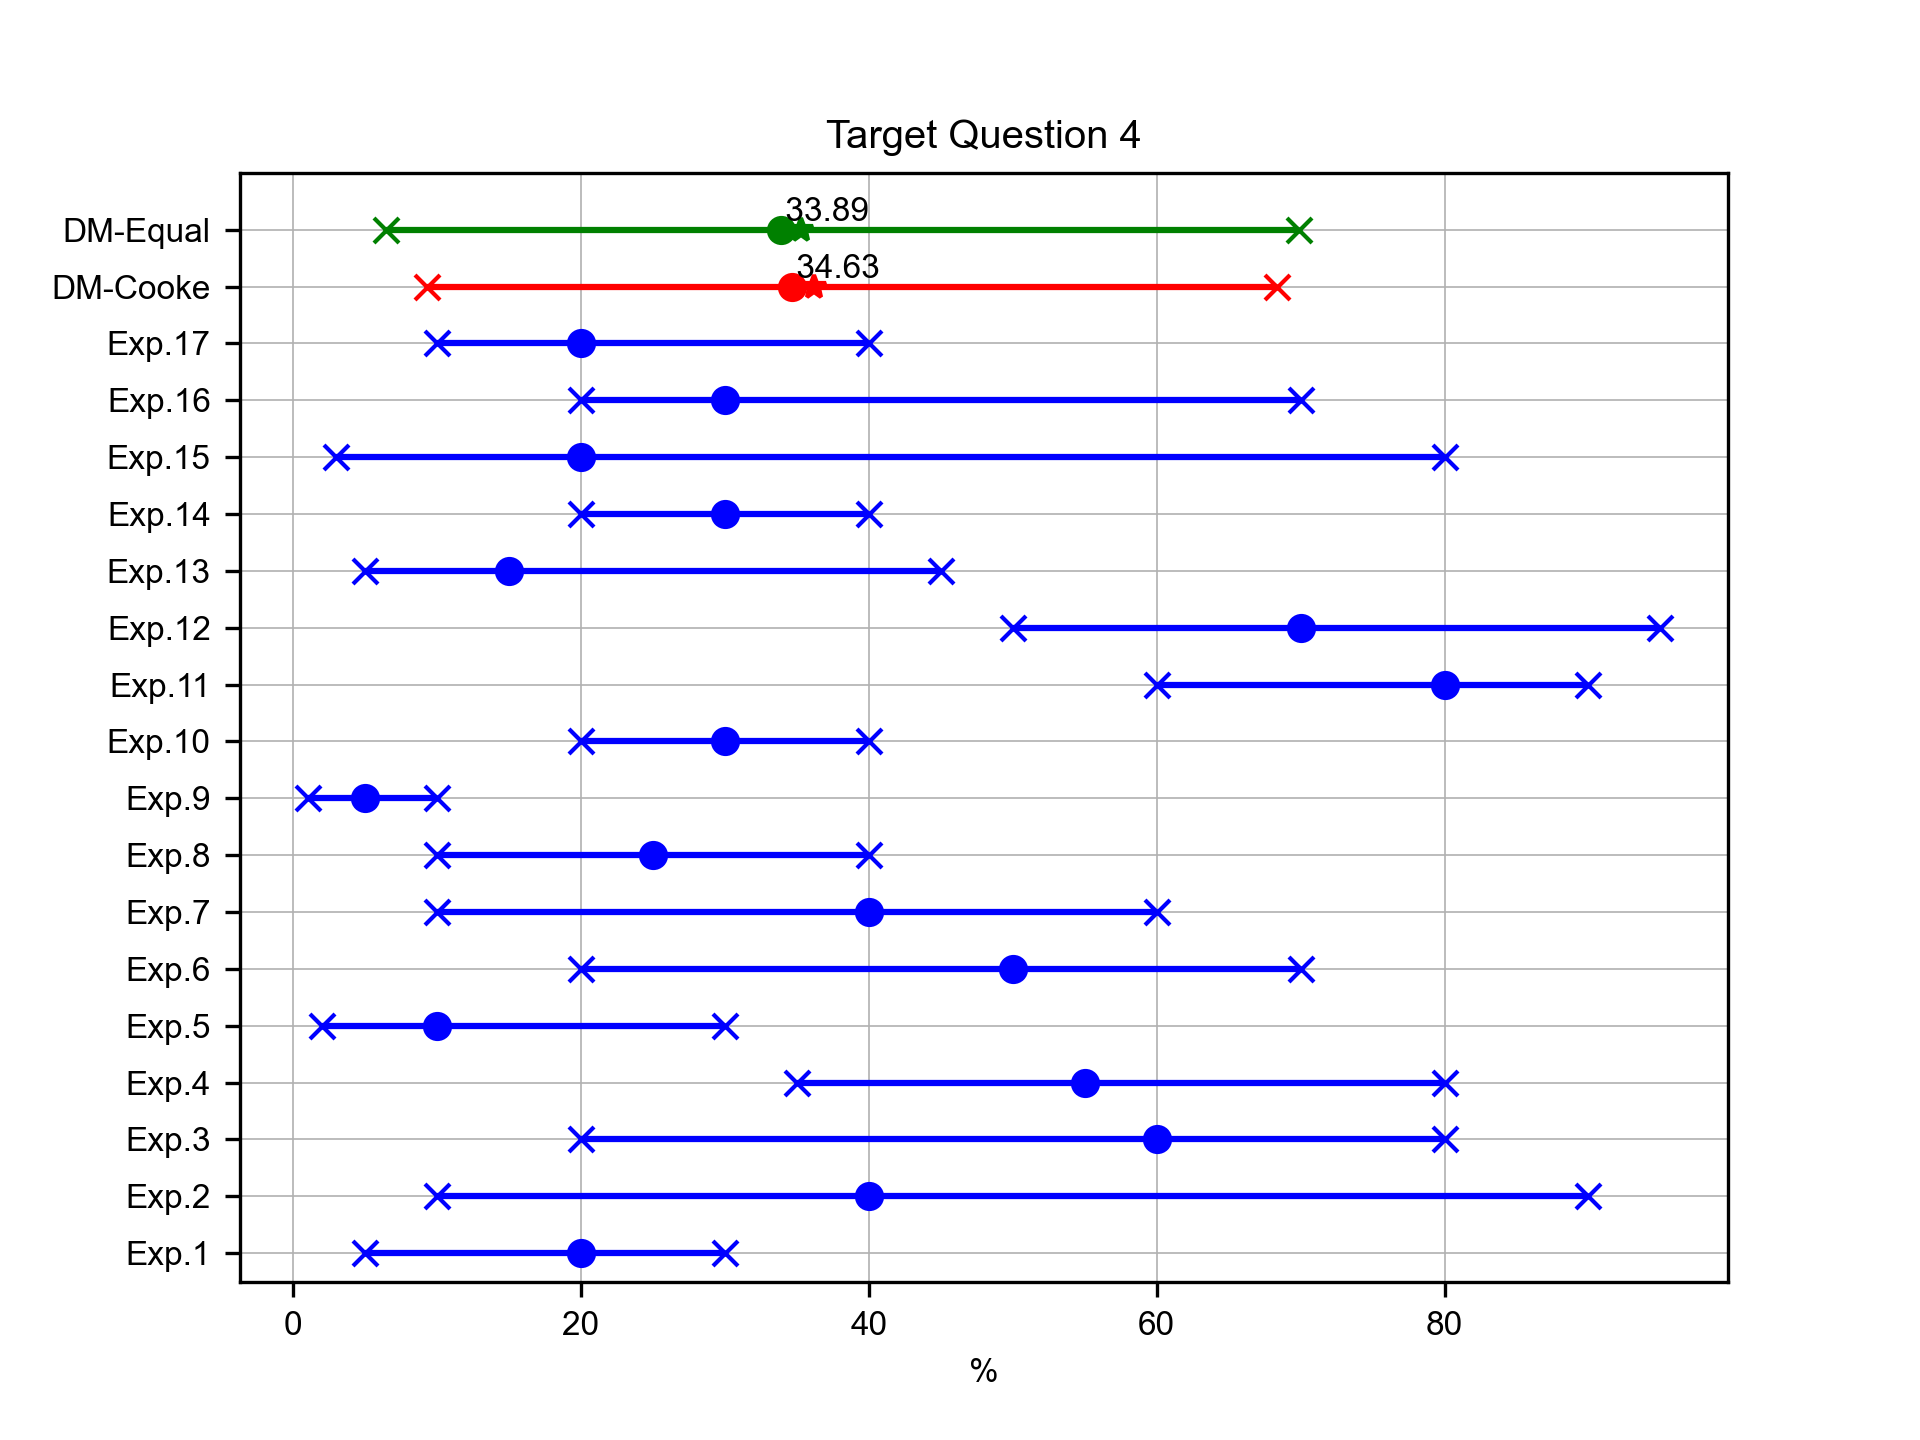 Target Question 4
33.89
DM-Equal
34.63
DM-Cooke
Exp.17
Exp.16
Exp.15
Exp.14
Exp.13
Exp.12
Exp.11
Exp.10
Exp.9
Exp.8
Exp.7
Exp.6
Exp.5
Exp.4
Exp.3
Exp.2
Exp.1
0 20 40 60 80
%